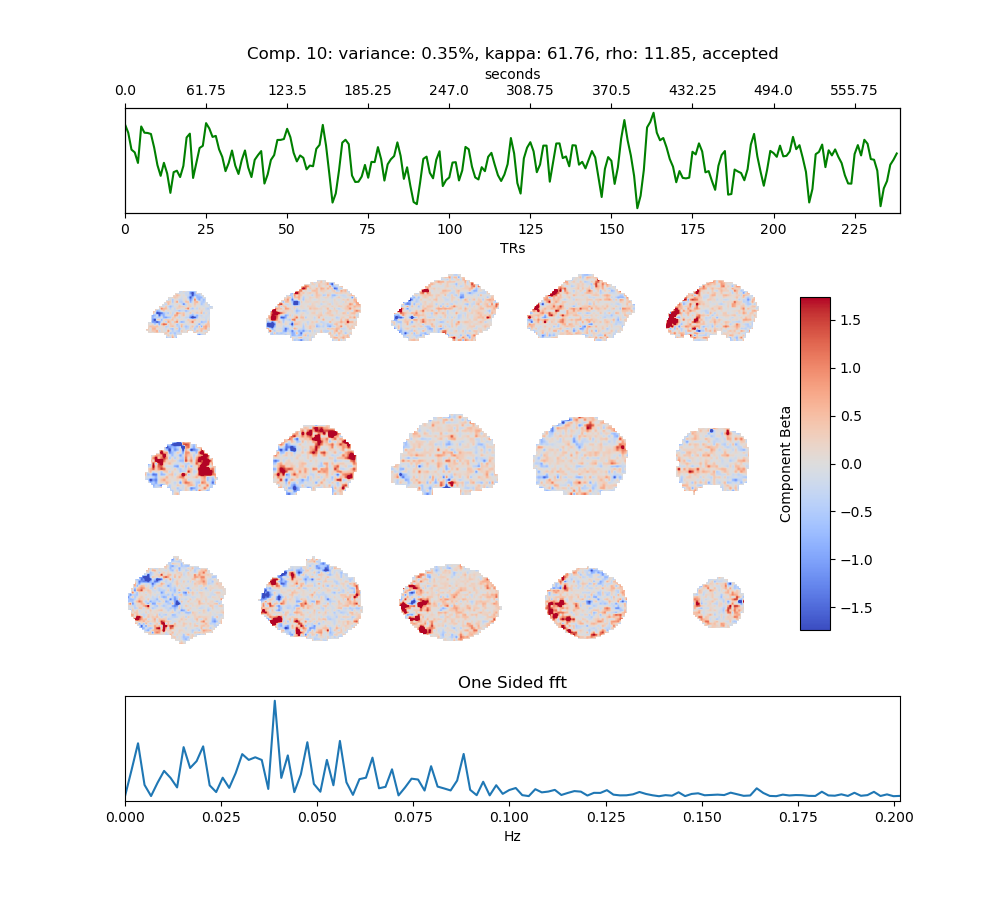 Comp. 10: variance: 0.35%, kappa: 61.76, rho: 11.85, accepted
seconds
0.0 61.75 123.5 185.25 247.0 308.75 370.5 432.25 494.0 555.75
0 25 50 75 100 125 150 175 200 225
TRs
1.5
1.0
0.5
0.0
−0.5
−1.0
−1.5
Component Beta
One Sided fft
0.000 0.025 0.050 0.075 0.100 0.125 0.150 0.175 0.200
Hz